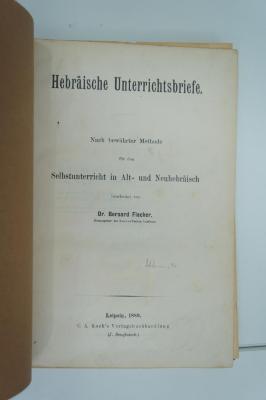 Hebräische Unterrichtsbriefe.
Nach bewährter Methode
für den
Selbstunterricht in Alt- und Neuhebräisch
bearbeitet von
Dr. Bernard Fischer.
Leipzig, 1889.
C. A. Koch's Verlagsbuchhandlung
(J. Sengbusch.)